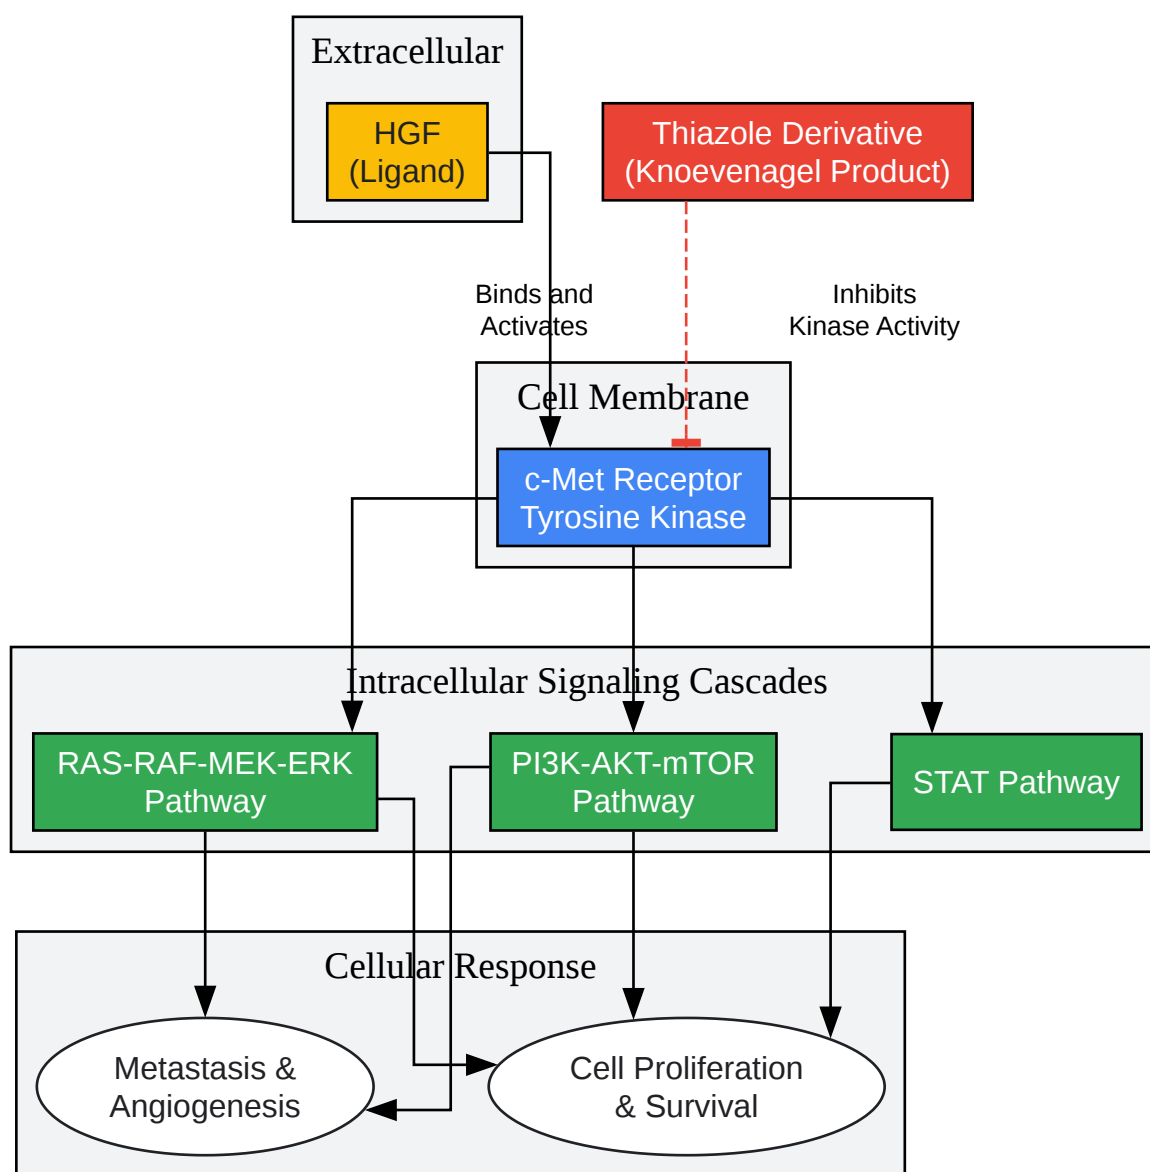 Extracellular
HGF
(Ligand)
Thiazole Derivative
(Knoevenagel Product)
Binds and
Activates
Inhibits
Kinase Activity
Cell Membrane
c-Met Receptor
Tyrosine Kinase
Intracellular Signaling Cascades
RAS-RAF-MEK-ERK
Pathway
PI3K-AKT-mTOR
Pathway
STAT Pathway
Cellular Response
Metastasis &
Angiogenesis
Cell Proliferation
& Survival